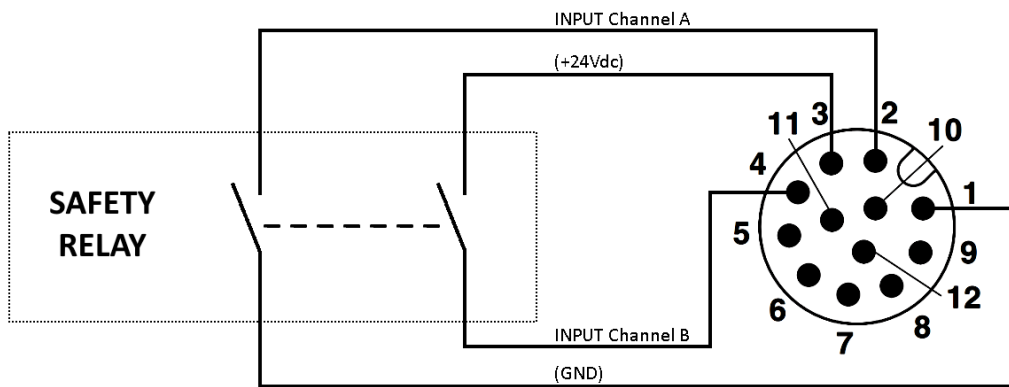 INPUT Channel A
(+24Vdc)
3
2
11
10
4
SAFETY
RELAY
1
5
9
6
12
8
7
INPUT Channel B
(GND)